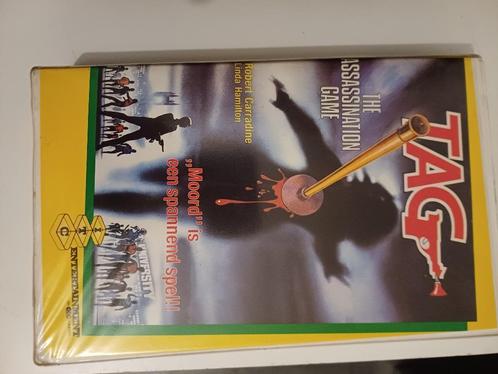 TAG
THE
ASSASSINATION
GAME
Robert Carradine
Linda Hamilton
„Moord” is
een spannend spel!!
ENTERTAINMENT